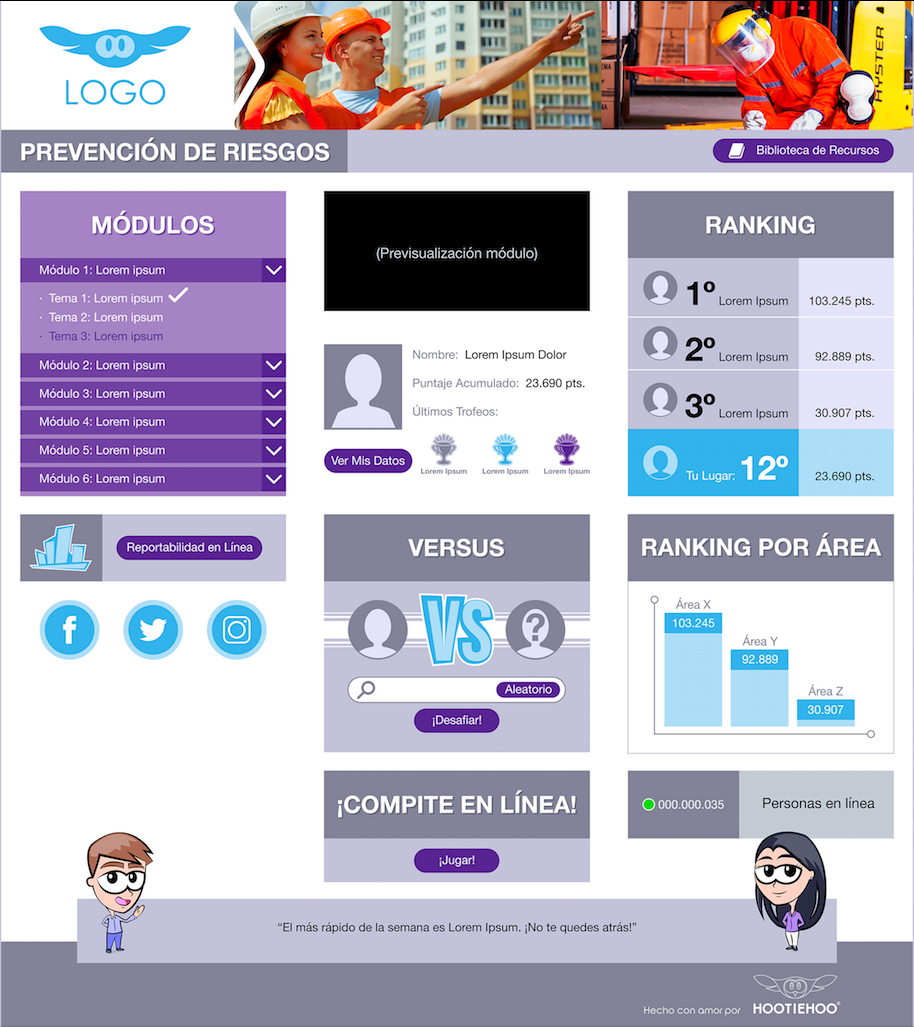 LOGO
HYSTER
PREVENCIÓN DE RIESGOS
Biblioteca de Recursos
MÓDULOS
Módulo 1: Lorem ipsum
· Tema 1: Lorem ipsum
· Tema 2: Lorem ipsum
· Tema 3: Lorem ipsum
Módulo 2: Lorem ipsum
Módulo 3: Lorem ipsum
Módulo 4: Lorem ipsum
Módulo 5: Lorem ipsum
Módulo 6: Lorem ipsum
Reportabilidad en Línea
(Previsualización módulo)
Nombre: Lorem Ipsum Dolor
Puntaje Acumulado: 23.690 pts.
Últimos Trofeos:
Ver Mis Datos
Lorem Ipsum Lorem Ipsum Lorem Ipsum
VERSUS
VS
?
Aleatorio
¡Desafiar!
¡COMPITE EN LÍNEA!
¡Jugar!
RANKING
1º Lorem Ipsum 103.245 pts.
2º Lorem Ipsum 92.889 pts.
3º Lorem Ipsum 30.907 pts.
Tu Lugar: 12º 23.690 pts.
RANKING POR ÁREA
Área X
103.245
Área Y
92.889
Área Z
30.907
000.000.035 Personas en línea
“El más rápido de la semana es Lorem Ipsum. ¡No te quedes atrás!”
Hecho con amor por HOOTIEHOO®